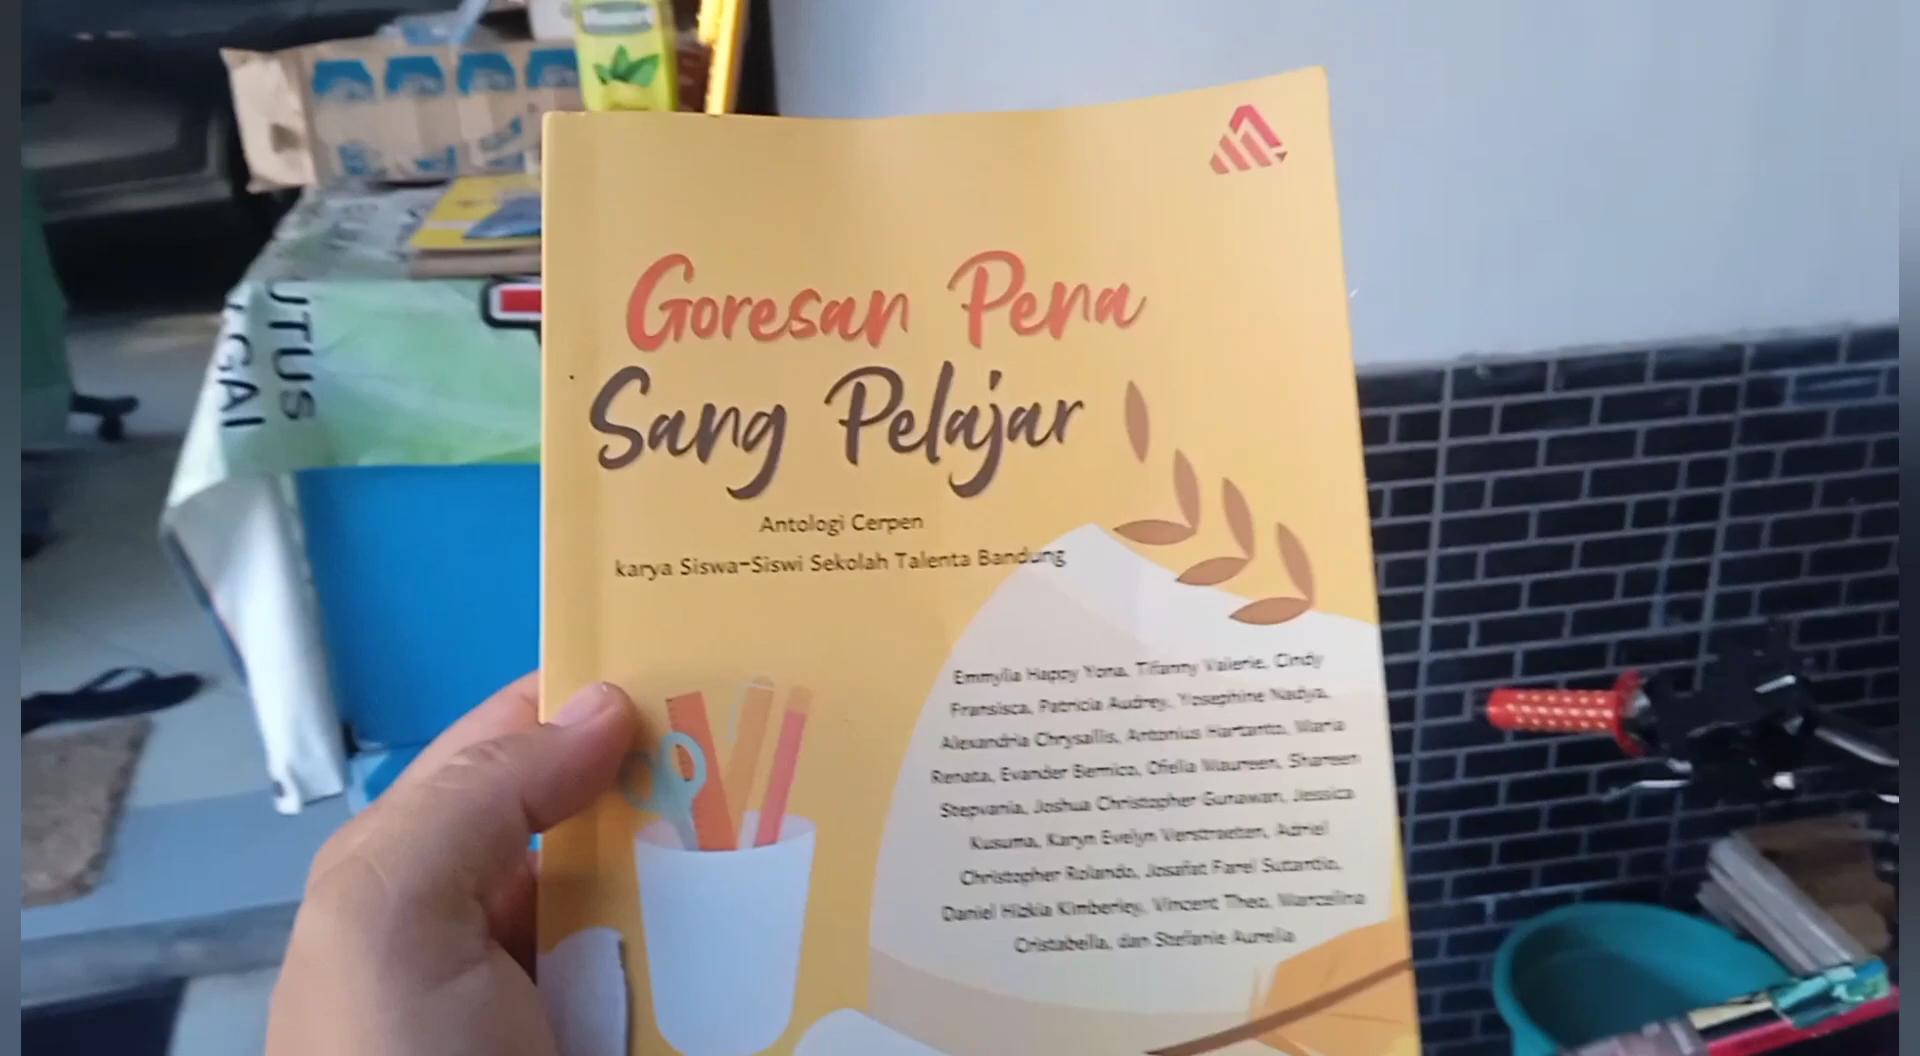 UTUS
Goresan Pena
Sang Pelajar
Antologi Cerpen
karya Siswa-Siswi Sekolah Talenta Bandung
Emmylia Happy Yona, Tifanny Valerie, Cindy
Fransisca, Patricia Audrey, Yosephine Nadya,
Alexandria Chrysallis, Antonius Hartanto, Maria
Renata, Evander Bernico, Ofelia Maureen, Shareen
Stepvania, Joshua Christopher Gunawan, Jessica
Kusuma, Karyn Evelyn Verstraeten, Adriel
Christopher Rolando, Josafat Farel Sutantio,
Daniel Hizkia Kimberley, Vincent Theo, Marcelina
Cristabella, dan Stefanie Aurelia